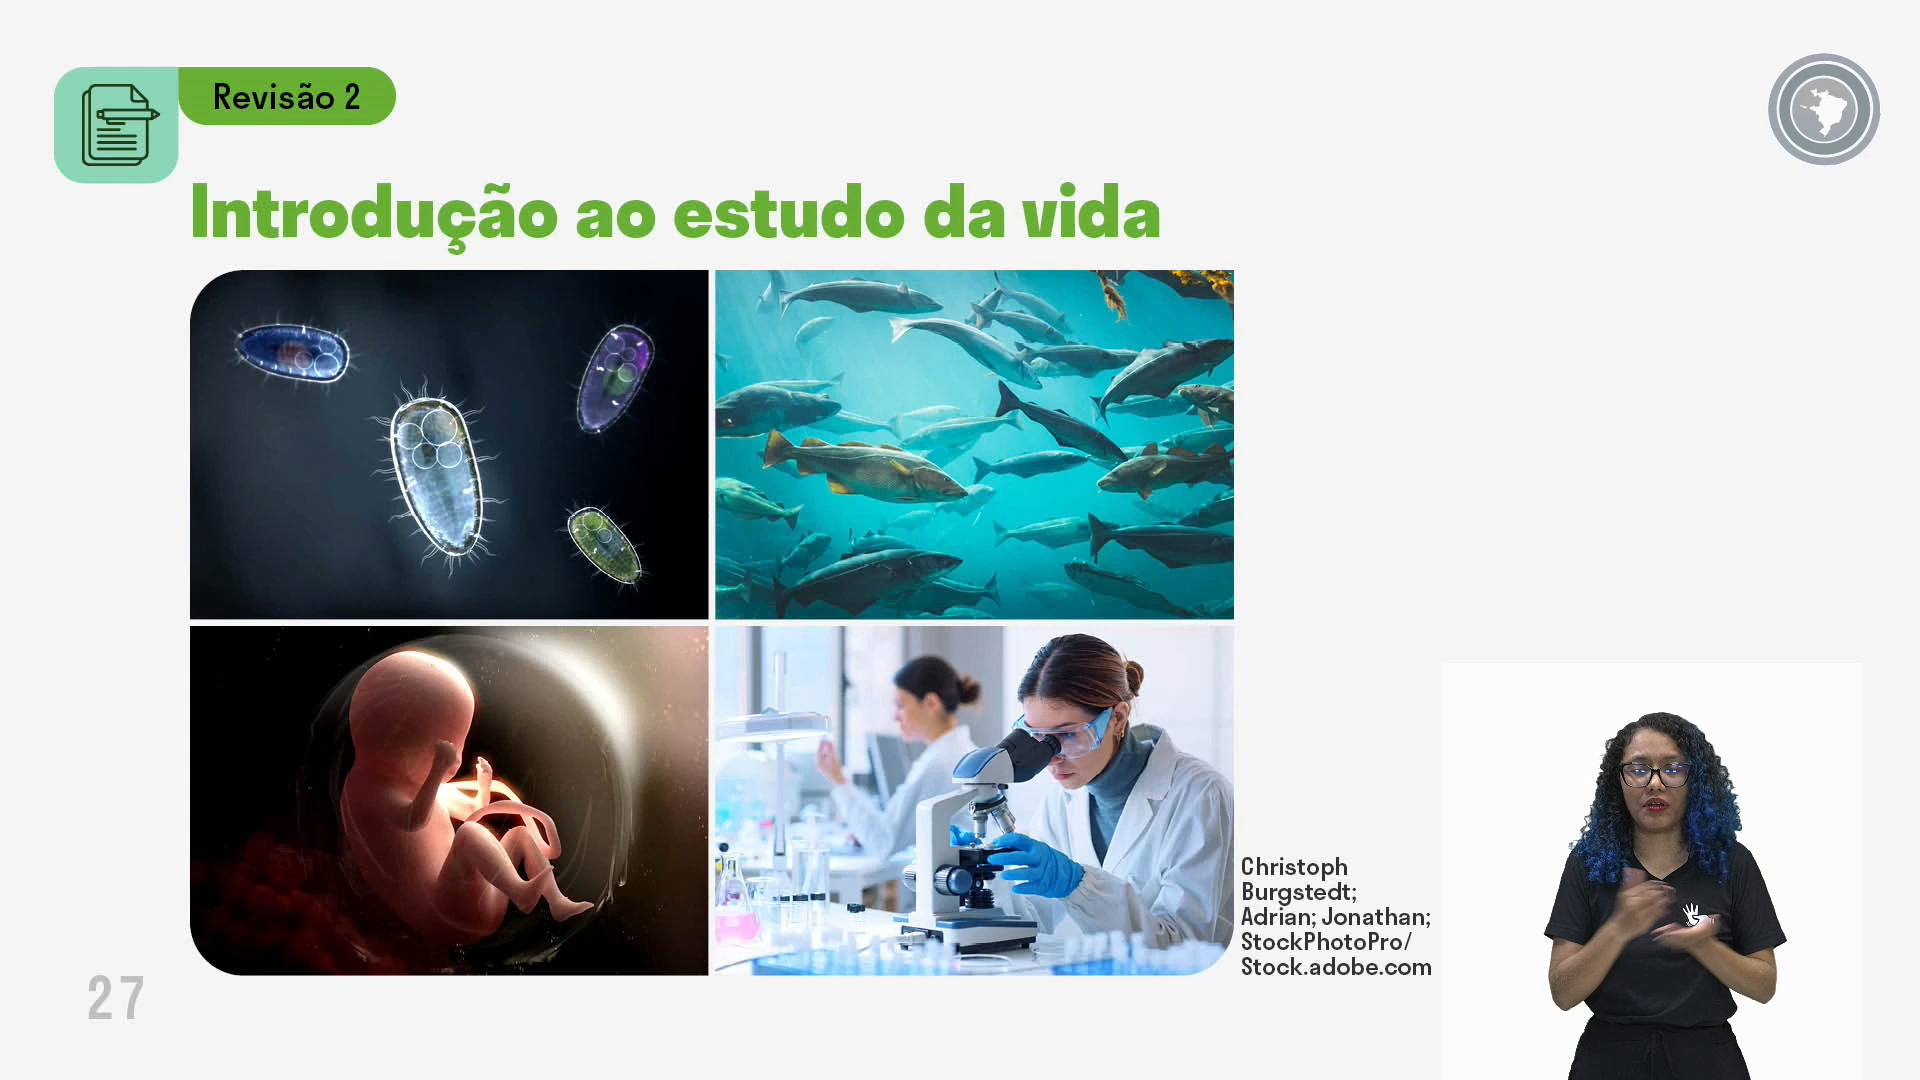 Revisão 2
Introdução ao estudo da vida
Christoph
Burgstedt;
Adrian; Jonathan;
StockPhotoPro/
Stock.adobe.com
27